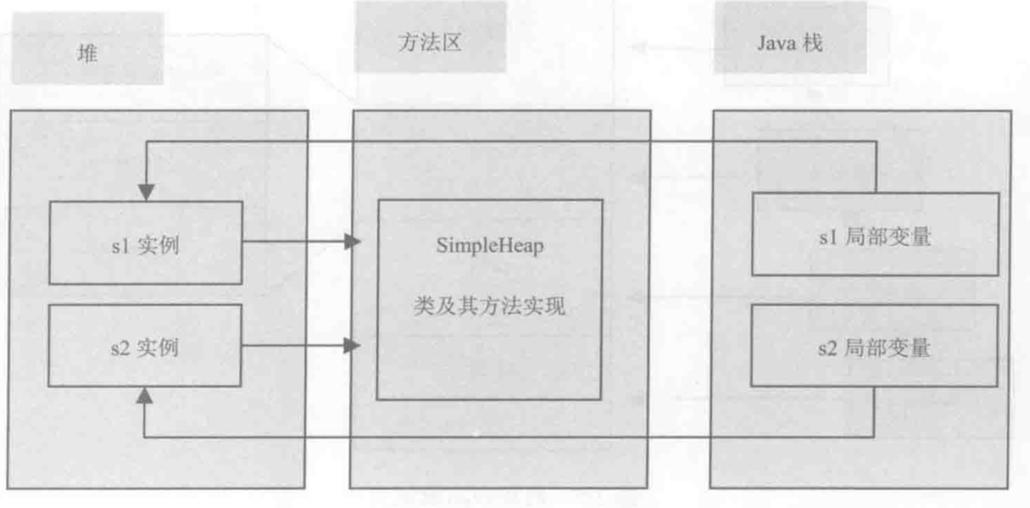 堆
方法区
Java 栈
s1 实例
s2 实例
SimpleHeap
类及其方法实现
s1 局部变量
s2 局部变量